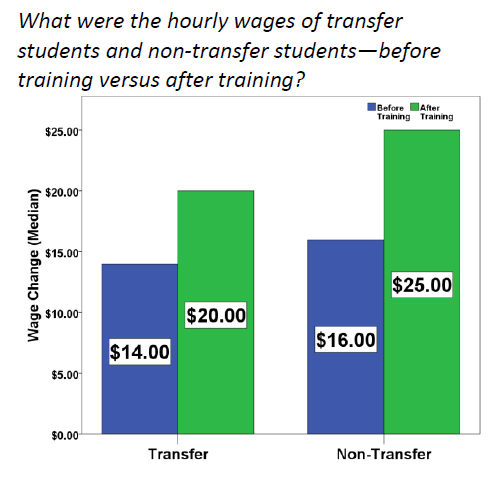 What were the hourly wages of transfer
students and non-transfer students—before
training versus after training?
Before Training After Training
$25.00
$20.00
$15.00
$10.00
$5.00
$0.00
Wage Change (Median)
$14.00
$20.00
$16.00
$25.00
Transfer
Non-Transfer